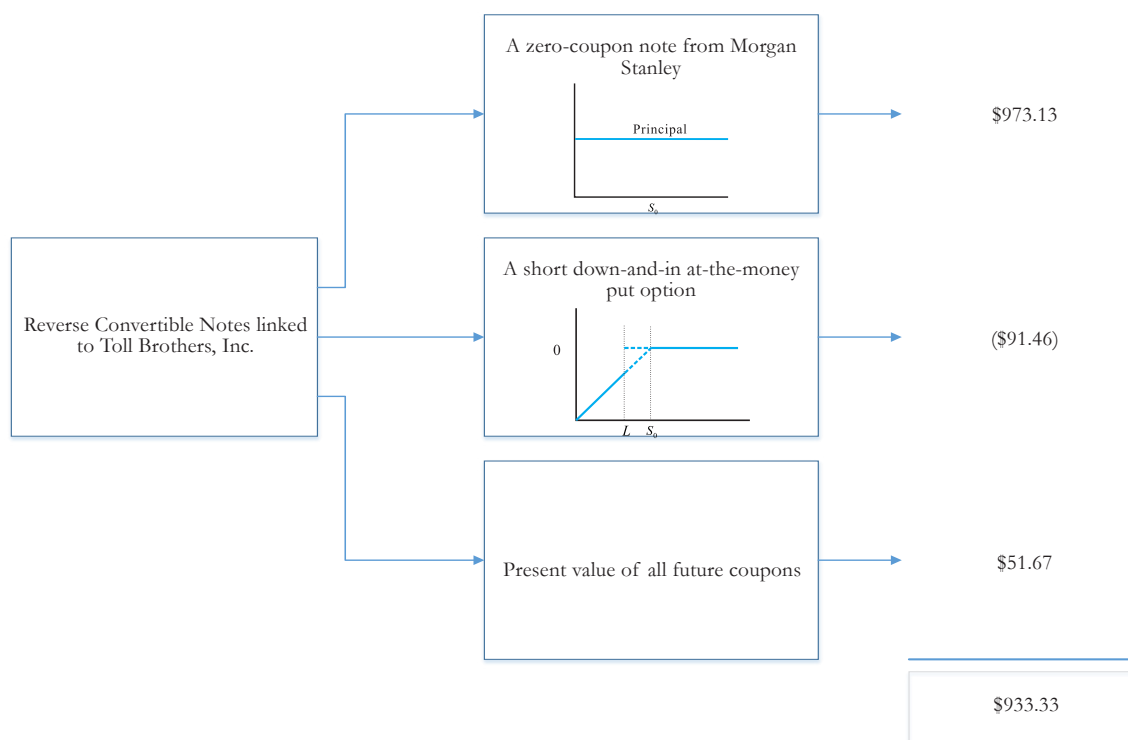 A zero-coupon note from Morgan
Stanley
Principal
S₀
$973.13
Reverse Convertible Notes linked
to Toll Brothers, Inc.
A short down-and-in at-the-money
put option
0
L S₀
($91.46)
Present value of all future coupons
$51.67
$933.33